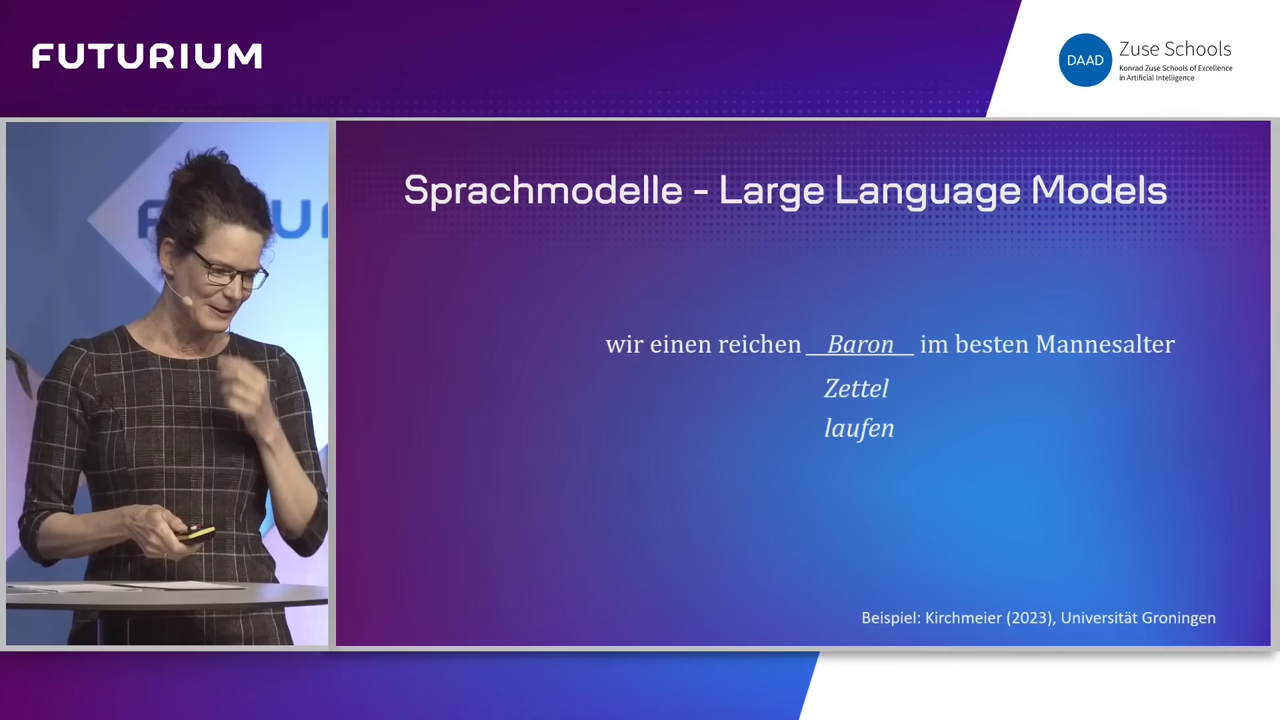 FUTURIUM
DAAD
Zuse Schools
Konrad Zuse Schools of Excellence
in Artificial Intelligence
Sprachmodelle - Large Language Models
wir einen reichen Baron im besten Mannesalter
Zettel
laufen
Beispiel: Kirchmeier (2023), Universität Groningen